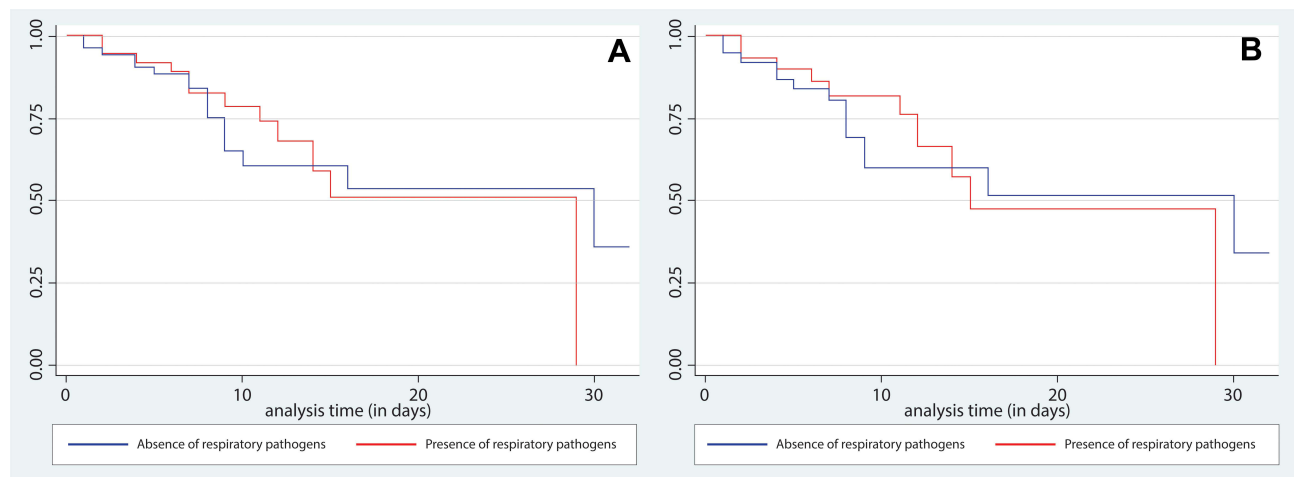 A
1.00
0.75
0.50
0.25
0.00
0 10 20 30
analysis time (in days)
Absence of respiratory pathogens Presence of respiratory pathogens
B
1.00
0.75
0.50
0.25
0.00
0 10 20 30
analysis time (in days)
Absence of respiratory pathogens Presence of respiratory pathogens